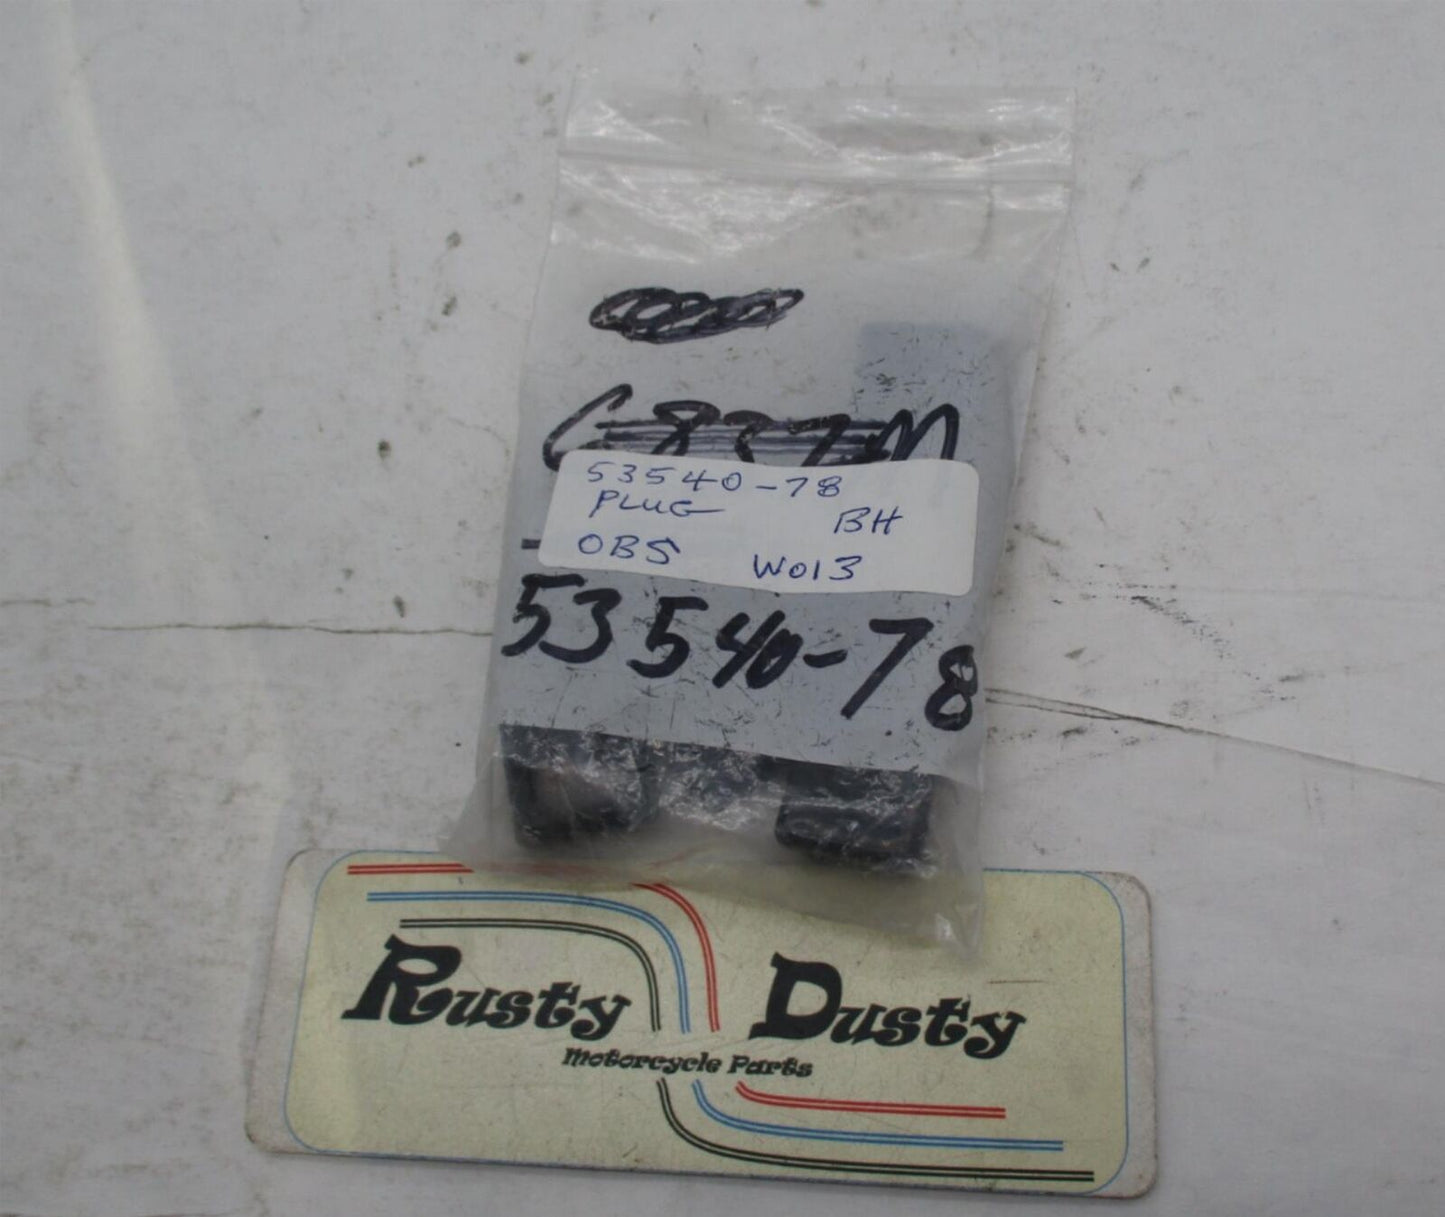 53540-78
PLUG BH
OBS W013
53540-78
Rusty Dusty
Motorcycle Parts